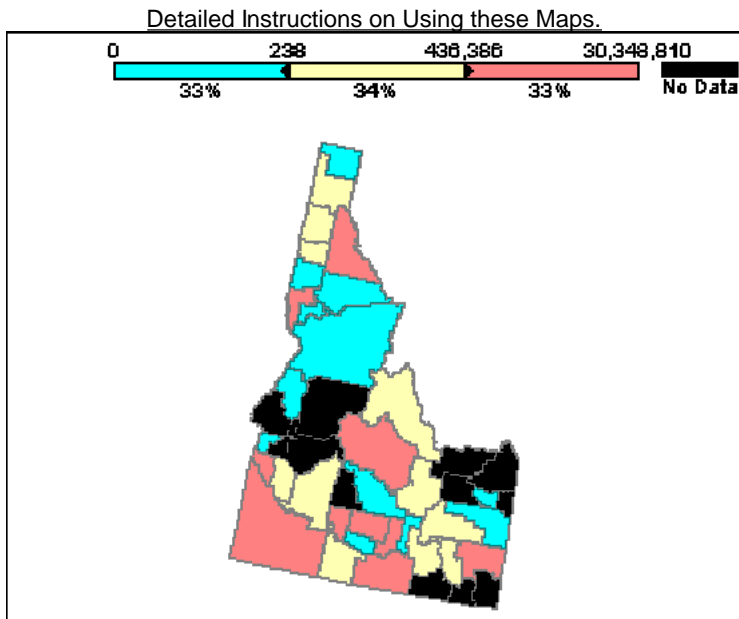 Detailed Instructions on Using these Maps.
0 238 436,386 30,348,810
33% 34% 33% No Data